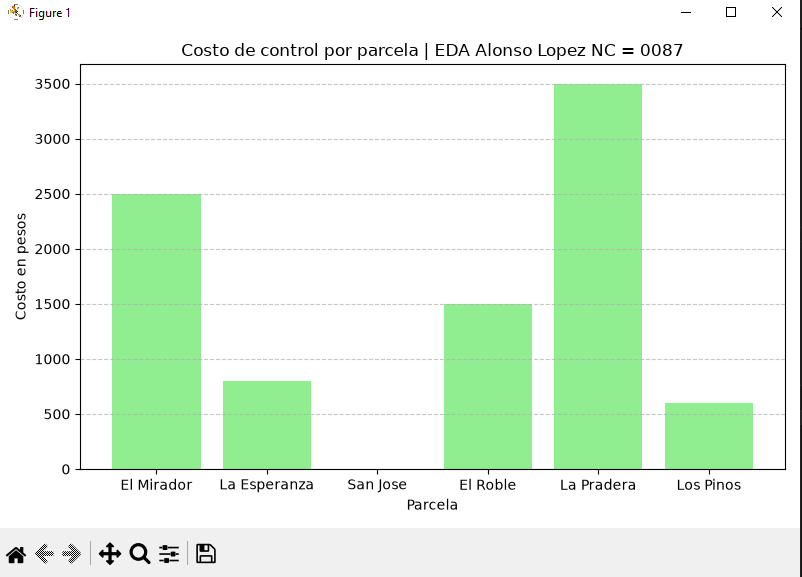 Figure 1
Costo de control por parcela | EDA Alonso Lopez NC = 0087
3500
3000
2500
2000
1500
1000
500
0
Costo en pesos
El Mirador La Esperanza San Jose El Roble La Pradera Los Pinos
Parcela